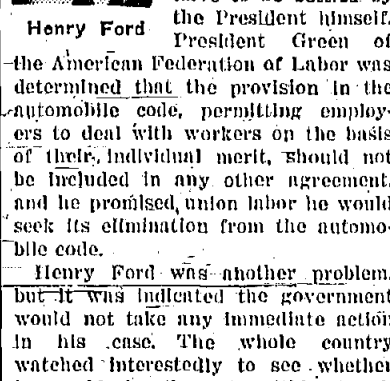 the President himself.
Henry Ford
President Green of
the American Federation of Labor was
determined that the provision in the
automobile code, permitting employ-
ers to deal with workers on the basis
of their individual merit, should not
be included in any other agreement,
and he promised union labor he would
seek its elimination from the automo-
bile code.
Henry Ford was another problem,
but it was indicated the government
would not take any immediate action
in his case. The whole country
watched interestedly to see whether